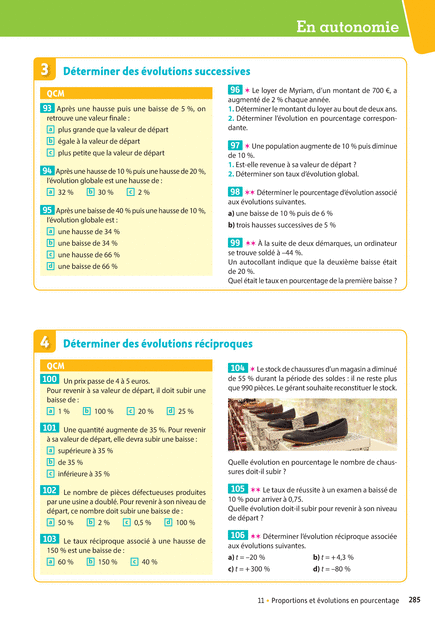 En autonomie
3 Déterminer des évolutions successives
QCM
93 Après une hausse puis une baisse de 5 %, on
retrouve une valeur finale :
a plus grande que la valeur de départ
b égale à la valeur de départ
c plus petite que la valeur de départ
94 Après une hausse de 10 % puis une hausse de 20 %,
l'évolution globale est une hausse de :
a 32 % b 30 % c 2 %
95 Après une baisse de 40 % puis une hausse de 10 %,
l'évolution globale est :
a une hausse de 34 %
b une baisse de 34 %
c une hausse de 66 %
d une baisse de 66 %
96 * Le loyer de Myriam, d'un montant de 700 €, a
augmenté de 2 % chaque année.
1. Déterminer le montant du loyer au bout de deux ans.
2. Déterminer l'évolution en pourcentage correspon-
dante.
97 * Une population augmente de 10 % puis diminue
de 10 %.
1. Est-elle revenue à sa valeur de départ ?
2. Déterminer son taux d'évolution global.
98 ** Déterminer le pourcentage d'évolution associé
aux évolutions suivantes.
a) une baisse de 10 % puis de 6 %
b) trois hausses successives de 5 %
99 ** À la suite de deux démarques, un ordinateur
se trouve soldé à –44 %.
Un autocollant indique que la deuxième baisse était
de 20 %.
Quel était le taux en pourcentage de la première baisse ?
4 Déterminer des évolutions réciproques
QCM
100 Un prix passe de 4 à 5 euros.
Pour revenir à sa valeur de départ, il doit subir une
baisse de :
a 1 % b 100 % c 20 % d 25 %
101 Une quantité augmente de 35 %. Pour revenir
à sa valeur de départ, elle devra subir une baisse :
a supérieure à 35 %
b de 35 %
c inférieure à 35 %
102 Le nombre de pièces défectueuses produites
par une usine a doublé. Pour revenir à son niveau de
départ, ce nombre doit subir une baisse de :
a 50 % b 2 % c 0,5 % d 100 %
103 Le taux réciproque associé à une hausse de
150 % est une baisse de :
a 60 % b 150 % c 40 %
104 * Le stock de chaussures d'un magasin a diminué
de 55 % durant la période des soldes : il ne reste plus
que 990 pièces. Le gérant souhaite reconstituer le stock.
Quelle évolution en pourcentage le nombre de chaus-
sures doit-il subir ?
105 ** Le taux de réussite à un examen a baissé de
10 % pour arriver à 0,75.
Quelle évolution doit-il subir pour revenir à son niveau
de départ ?
106 ** Déterminer l'évolution réciproque associée
aux évolutions suivantes.
a) t = –20 % b) t = + 4,3 %
c) t = + 300 % d) t = –80 %
11 • Proportions et évolutions en pourcentage 285